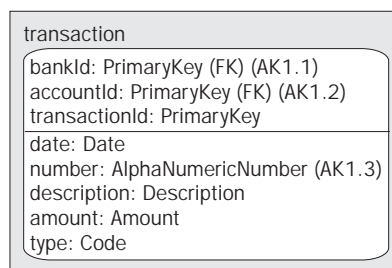 transaction
bankId: PrimaryKey (FK) (AK1.1)
accountId: PrimaryKey (FK) (AK1.2)
transactionId: PrimaryKey
date: Date
number: AlphaNumericNumber (AK1.3)
description: Description
amount: Amount
type: Code